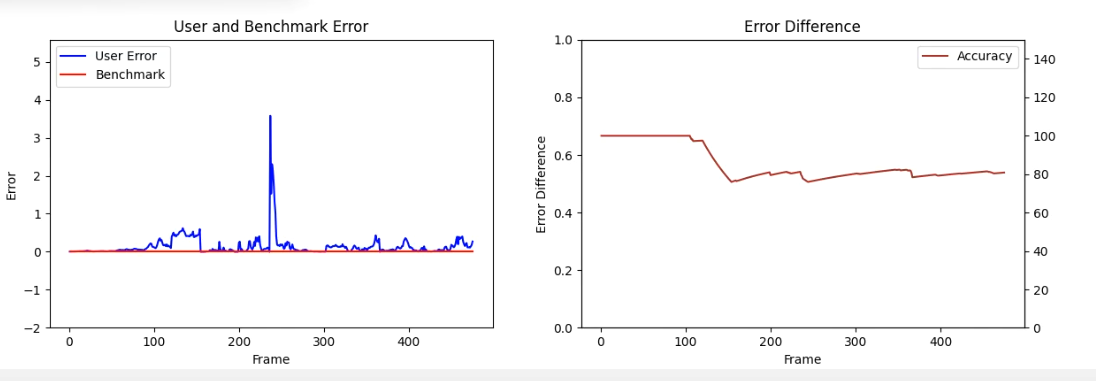 User and Benchmark Error
User Error
Benchmark
5
4
3
2
1
0
−1
−2
Error
0 100 200 300 400
Frame
Error Difference
Accuracy
1.0
0.8
0.6
0.4
0.2
0.0
Error Difference
140
120
100
80
60
40
20
0
0 100 200 300 400
Frame